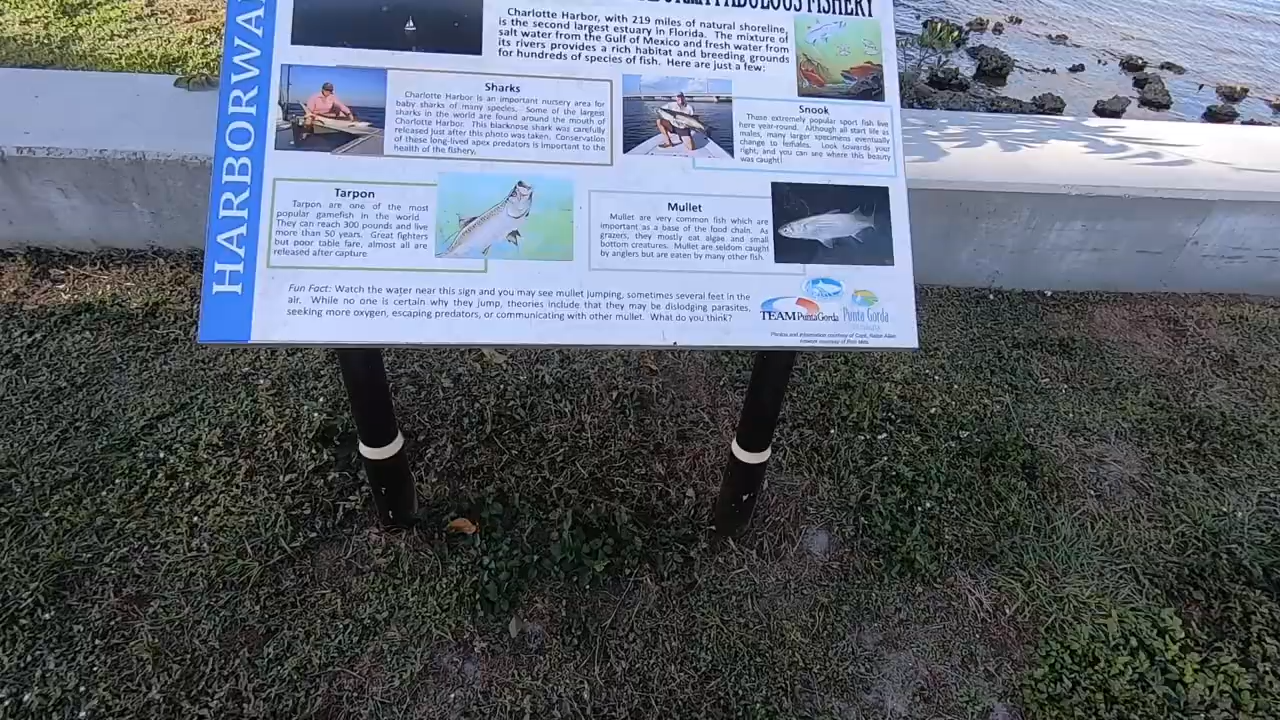 FABULOUS FISHERY
HARBORWA
Charlotte Harbor, with 219 miles of natural shoreline,
is the second largest estuary in Florida. The mixture of
salt water from the Gulf of Mexico and fresh water from
its rivers provides a rich habitat and breeding grounds
for hundreds of species of fish. Here are just a few:
Sharks
Charlotte Harbor is an important nursery area for
baby sharks of many species. Some of the largest
sharks in the world are found around the mouth of
Charlotte Harbor. This blacknose shark was carefully
released just after this photo was taken. Conservation
of these long-lived apex predators is important to the
health of the fishery.
Snook
These extremely popular sport fish live
here year-round. Although all start life as
males, many larger specimens eventually
change to females. Look towards your
right, and you can see where this beauty
was caught!
Tarpon
Tarpon are one of the most
popular gamefish in the world.
They can reach 300 pounds and live
more than 50 years. Great fighters
but poor table fare, almost all are
released after capture
Mullet
Mullet are very common fish which are
important as a base of the food chain. As
grazers, they mostly eat algae and small
bottom creatures. Mullet are seldom caught
by anglers but are eaten by many other fish.
Fun Fact: Watch the water near this sign and you may see mullet jumping, sometimes several feet in the
air. While no one is certain why they jump, theories include that they may be dislodging parasites,
seeking more oxygen, escaping predators, or communicating with other mullet. What do you think?
TEAM Punta Gorda
Punta Gorda
Photos and information courtesy of Capt. Ralph Allen